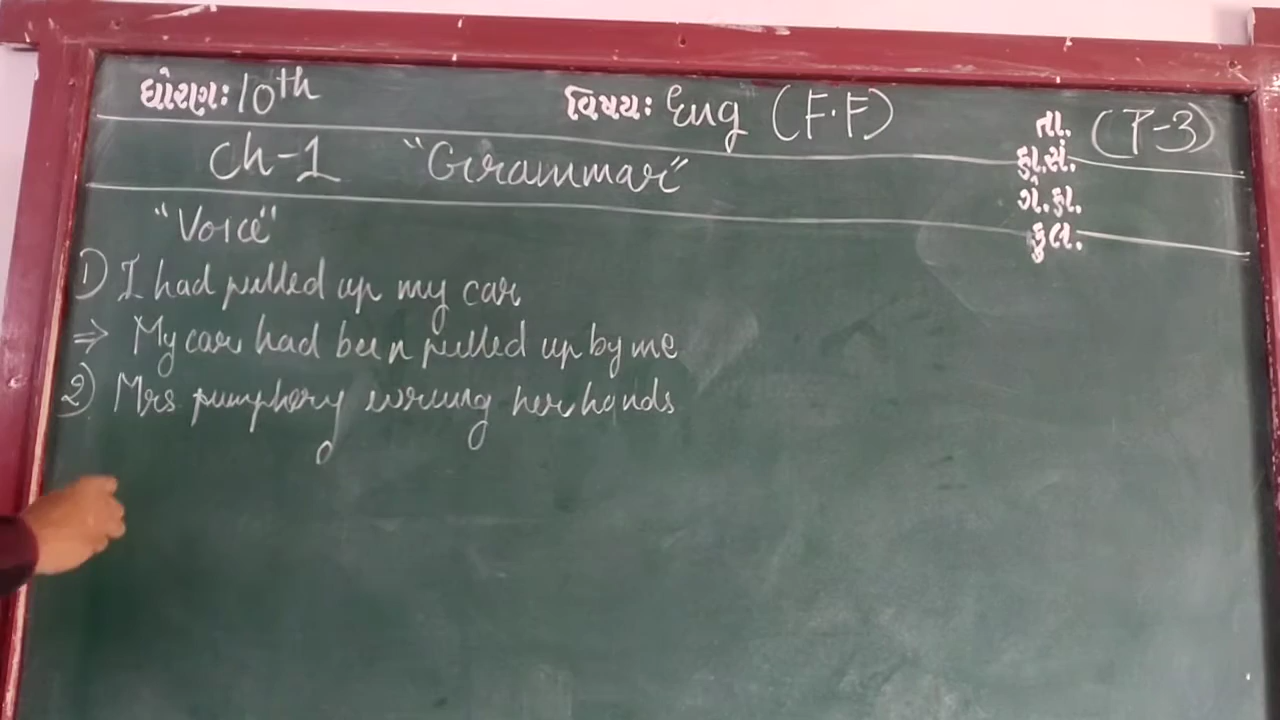 ધોરણ: 10th વિષય: Eng (F.F) તા. (P-3)
Ch-1 "Grammar" હા.સં.
"Voice" ગે.હા.
કુલ.
1) I had pulled up my car
⇒ My car had been pulled up by me
2) Mrs pumphery wrung her hands